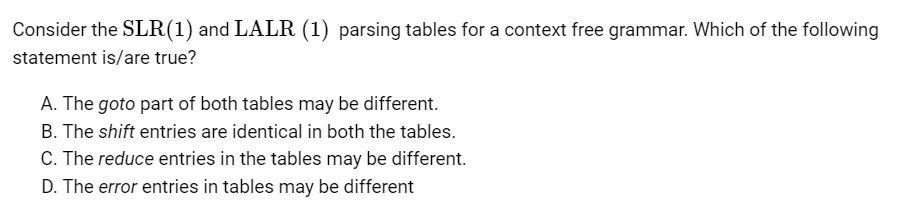 Consider the SLR(1) and LALR (1) parsing tables for a context free grammar. Which of the following
statement is/are true?
A. The goto part of both tables may be different.
B. The shift entries are identical in both the tables.
C. The reduce entries in the tables may be different.
D. The error entries in tables may be different